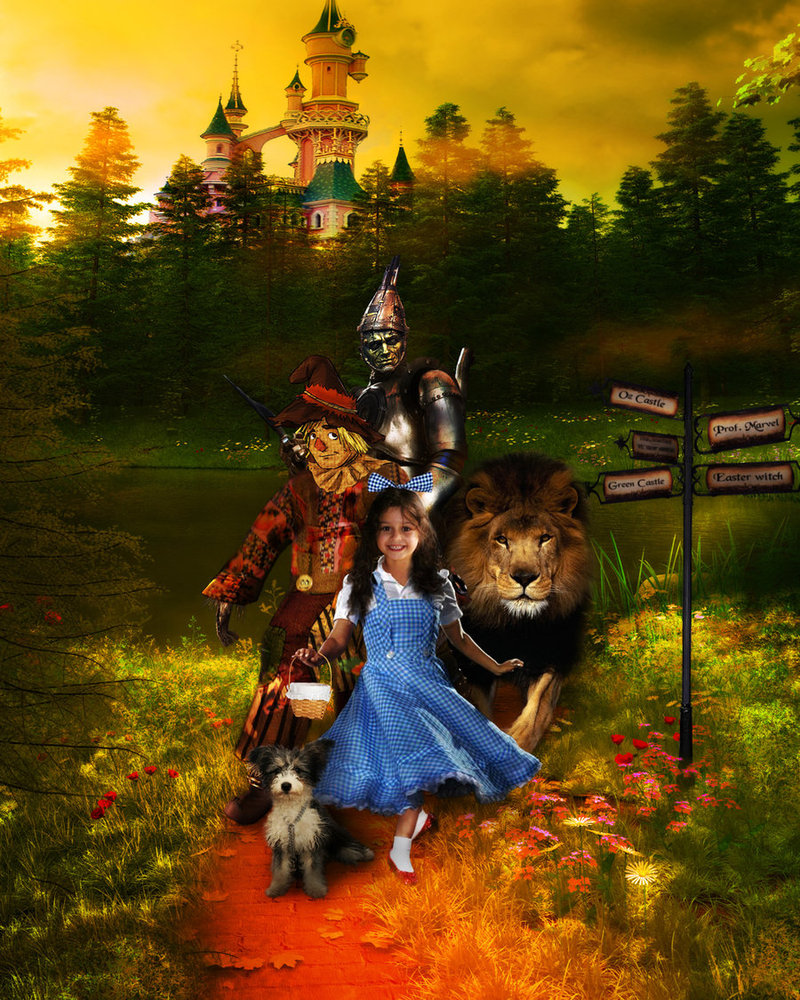 Oz Castle
Prof. Marvel
Green Castle
Easter witch